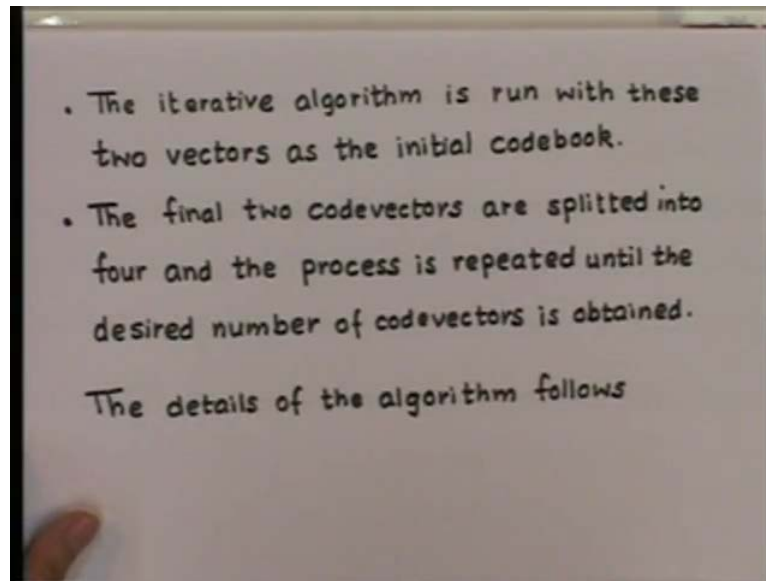 . The iterative algorithm is run with these
two vectors as the initial codebook.
. The final two codevectors are splitted into
four and the process is repeated until the
desired number of codevectors is obtained.
The details of the algorithm follows